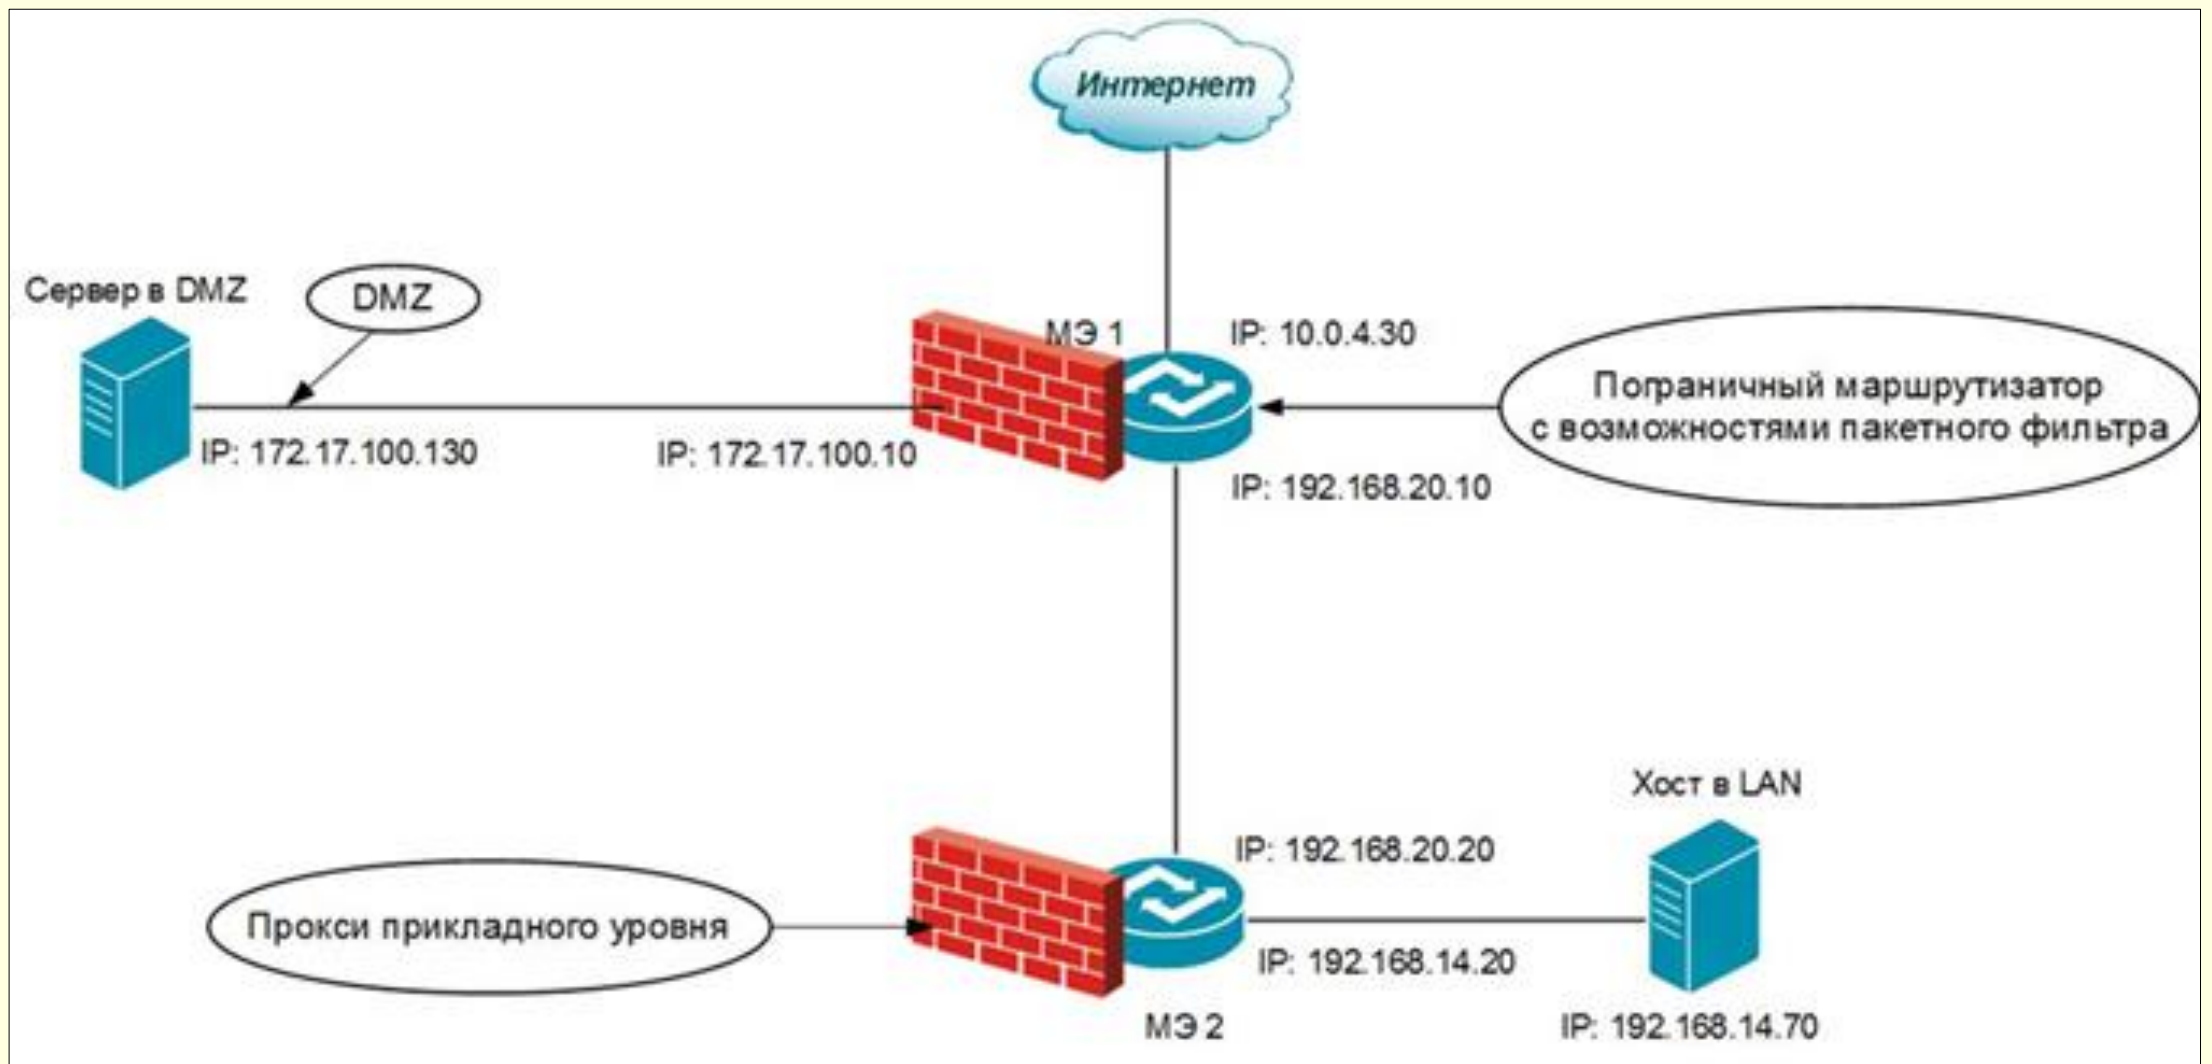 Интернет
Сервер в DMZ
DMZ
МЭ 1
IP: 10.0.4.30
Пограничный маршрутизатор
с возможностями пакетного фильтра
IP: 172.17.100.130
IP: 172.17.100.10
IP: 192.168.20.10
Хост в LAN
IP: 192.168.20.20
Прокси прикладного уровня
IP: 192.168.14.20
МЭ 2
IP: 192.168.14.70